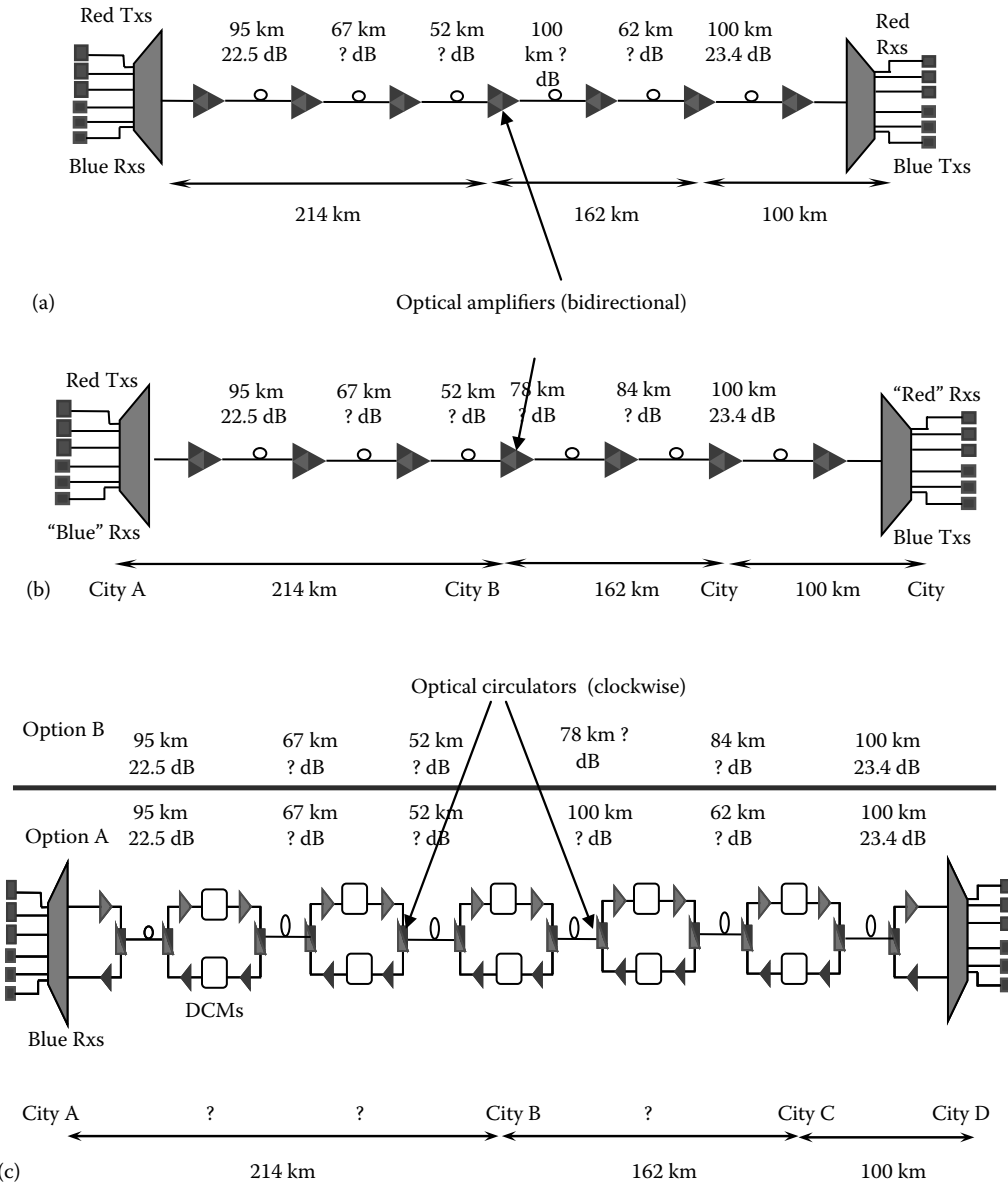 Red Txs
95 km
22.5 dB
67 km
? dB
52 km
? dB
100
km ?
dB
62 km
? dB
100 km
23.4 dB
Red
Rxs
Blue Rxs
Blue Txs
214 km
162 km
100 km
(a)
Optical amplifiers (bidirectional)
Red Txs
95 km
22.5 dB
67 km
? dB
52 km
? dB
78 km
? dB
84 km
? dB
100 km
23.4 dB
“Red” Rxs
“Blue” Rxs
Blue Txs
(b)
City A
214 km
City B
162 km
City
100 km
City
Optical circulators (clockwise)
Option B
95 km
22.5 dB
67 km
? dB
52 km
? dB
78 km ?
dB
84 km
? dB
100 km
23.4 dB
Option A
95 km
22.5 dB
67 km
? dB
52 km
? dB
100 km
? dB
62 km
? dB
100 km
23.4 dB
DCMs
Blue Rxs
City A
?
?
City B
?
City C
City D
(c)
214 km
162 km
100 km